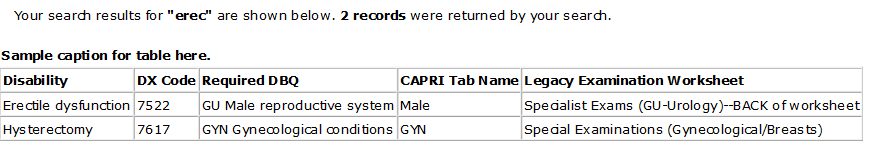 Your search results for "erec" are shown below. 2 records were returned by your search.
Sample caption for table here.
Disability DX Code Required DBQ CAPRI Tab Name Legacy Examination Worksheet
Erectile dysfunction 7522 GU Male reproductive system Male Specialist Exams (GU-Urology)--BACK of worksheet
Hysterectomy 7617 GYN Gynecological conditions GYN Special Examinations (Gynecological/Breasts)